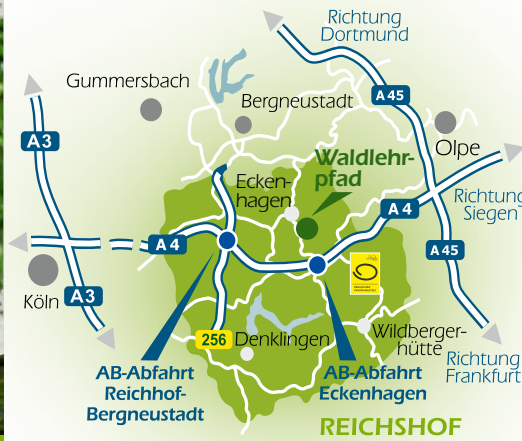 Richtung
Dortmund
Gummersbach
Bergneustadt
A 45
A3
Olpe
Waldlehr-
pfad
Ecken-
hagen
Richtung
Siegen
A 4
A 4
A 45
Köln
A3
256
Denklingen
Wildberger-
hütte
AB-Abfahrt
Reichhof-
Bergneustadt
AB-Abfahrt
Eckenhagen
Richtung
Frankfurt
REICHSHOF